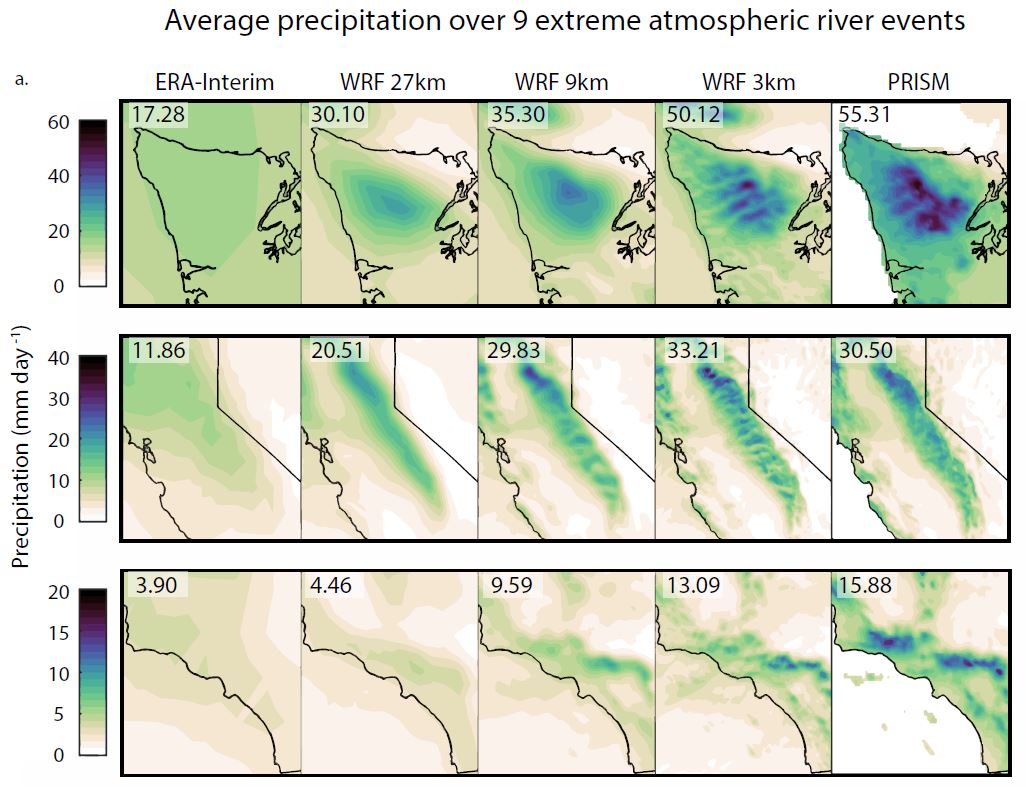 Average precipitation over 9 extreme atmospheric river events
a.
ERA-Interim WRF 27km WRF 9km WRF 3km PRISM
17.28 30.10 35.30 50.12 55.31
60
40
20
0
11.86 20.51 29.83 33.21 30.50
40
30
20
10
0
3.90 4.46 9.59 13.09 15.88
20
15
10
5
0
Precipitation (mm day -1)